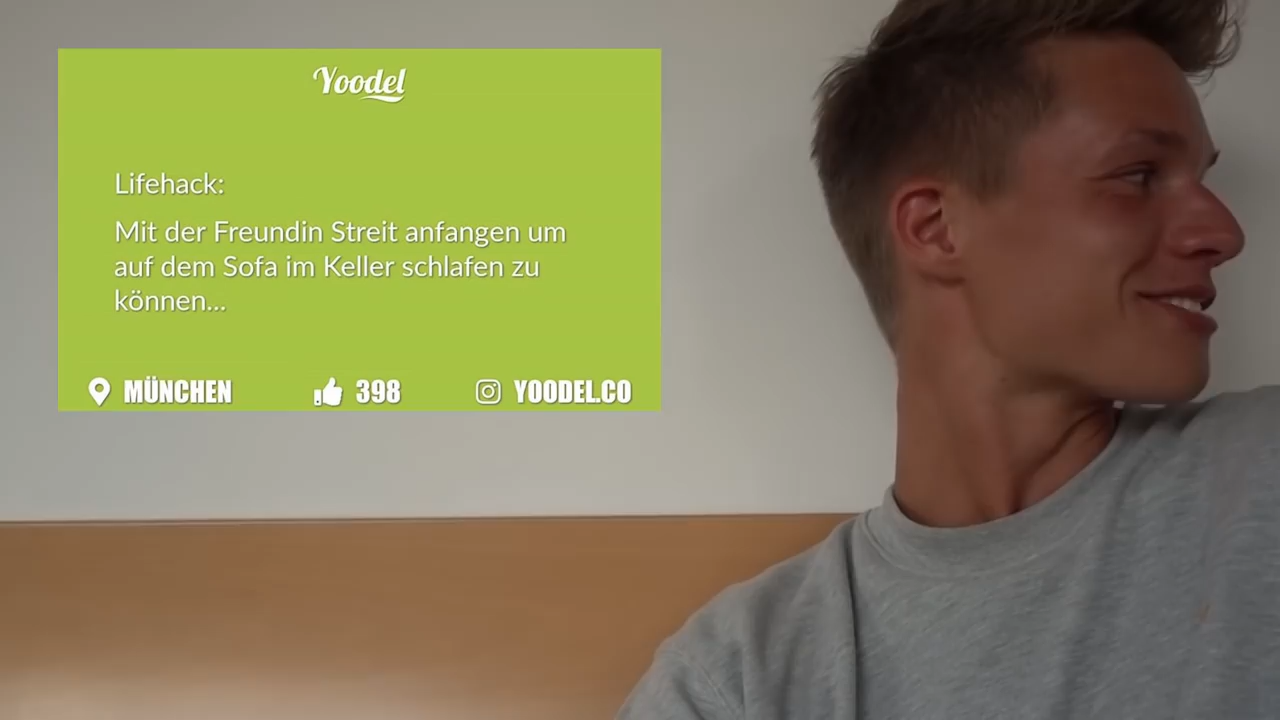 Yoodel
Lifehack:
Mit der Freundin Streit anfangen um
auf dem Sofa im Keller schlafen zu
können...
MÜNCHEN 398 YOODEL.CO